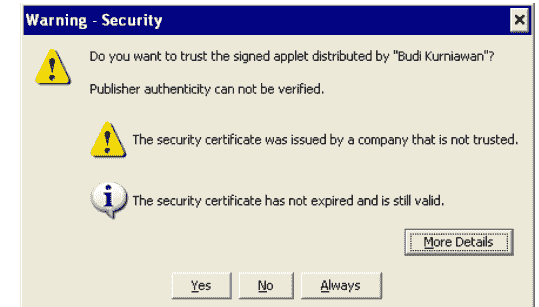 Warning - Security
Do you want to trust the signed applet distributed by "Budi Kurniawan"?
Publisher authenticity can not be verified.
The security certificate was issued by a company that is not trusted.
The security certificate has not expired and is still valid.
More Details
Yes No Always